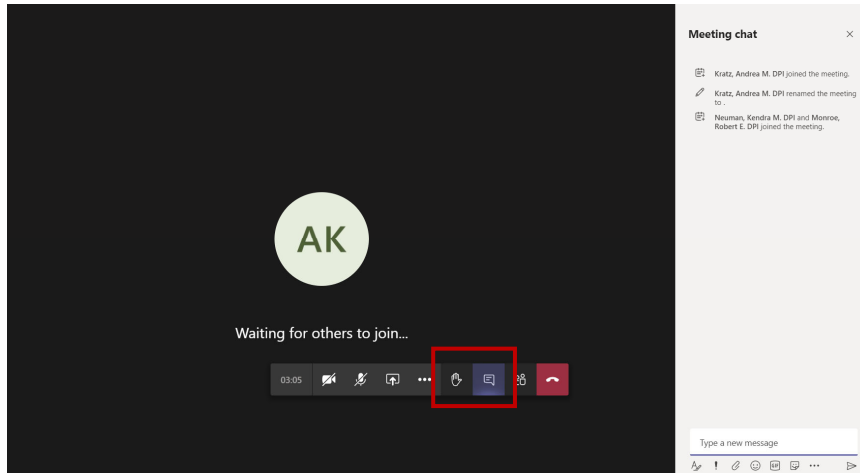 Meeting chat
Kratz, Andrea M. DPI joined the meeting.
Kratz, Andrea M. DPI renamed the meeting
to .
Neuman, Kendra M. DPI and Monroe,
Robert E. DPI joined the meeting.
AK
Waiting for others to join...
03:05
Type a new message
GIF